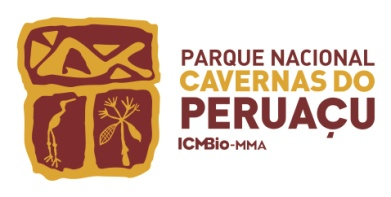 PARQUE NACIONAL
CAVERNAS DO
PERUAÇU
ICMBio-MMA